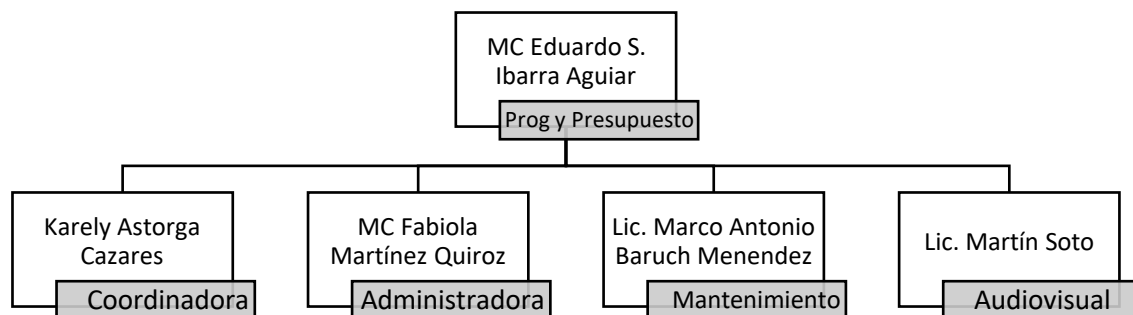 MC Eduardo S.
Ibarra Aguiar
Prog y Presupuesto
Karely Astorga
Cazares
Coordinadora
MC Fabiola
Martínez Quiroz
Administradora
Lic. Marco Antonio
Baruch Menendez
Mantenimiento
Lic. Martín Soto
Audiovisual